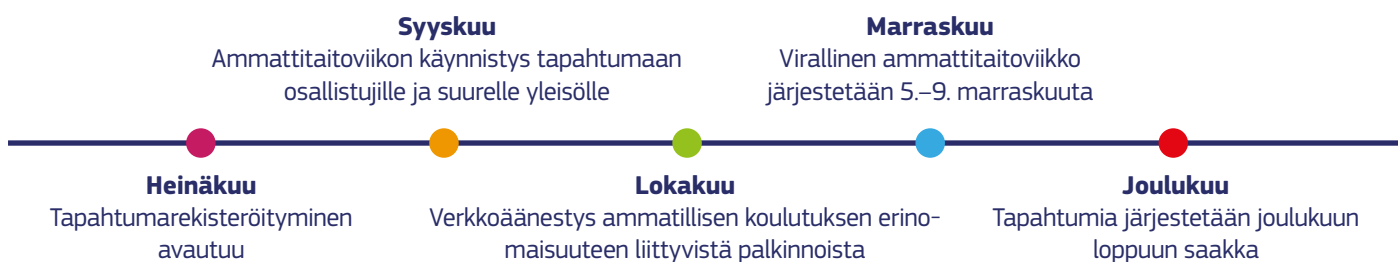 Syyskuu
Ammattitaitoviikon käynnistys tapahtumaan
osallistujille ja suurelle yleisölle
Marraskuu
Virallinen ammattitaitoviikko
järjestetään 5.–9. marraskuuta
Heinäkuu
Tapahtumarekisteröityminen
avautuu
Lokakuu
Verkkoäänestys ammatillisen koulutuksen erino-
maisuuteen liittyvistä palkinnoista
Joulukuu
Tapahtumia järjestetään joulukuun
loppuun saakka